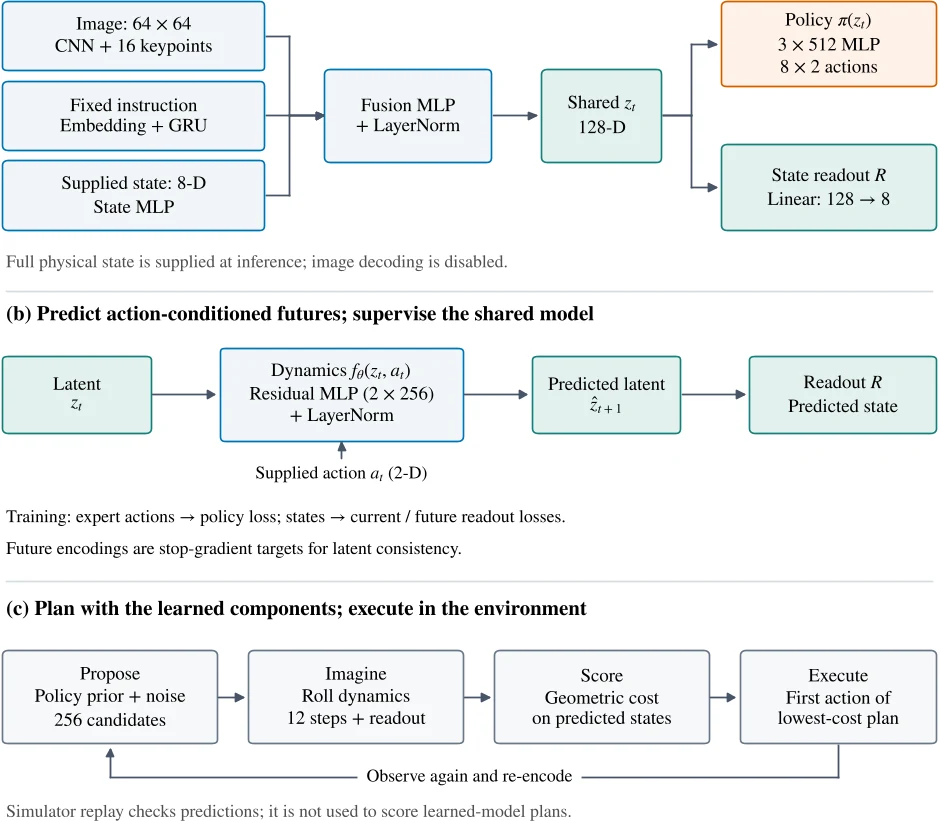 Image: 64 × 64
CNN + 16 keypoints
Fixed instruction
Embedding + GRU
Supplied state: 8-D
State MLP
Fusion MLP
+ LayerNorm
Shared zₜ
128-D
Policy π(zₜ)
3 × 512 MLP
8 × 2 actions
State readout R
Linear: 128 → 8
Full physical state is supplied at inference; image decoding is disabled.
(b) Predict action-conditioned futures; supervise the shared model
Latent
zₜ
Dynamics f_θ(zₜ, aₜ)
Residual MLP (2 × 256)
+ LayerNorm
Predicted latent
ẑₜ₊₁
Readout R
Predicted state
Supplied action aₜ (2-D)
Training: expert actions → policy loss; states → current / future readout losses.
Future encodings are stop-gradient targets for latent consistency.
(c) Plan with the learned components; execute in the environment
Propose
Policy prior + noise
256 candidates
Imagine
Roll dynamics
12 steps + readout
Score
Geometric cost
on predicted states
Execute
First action of
lowest-cost plan
Observe again and re-encode
Simulator replay checks predictions; it is not used to score learned-model plans.